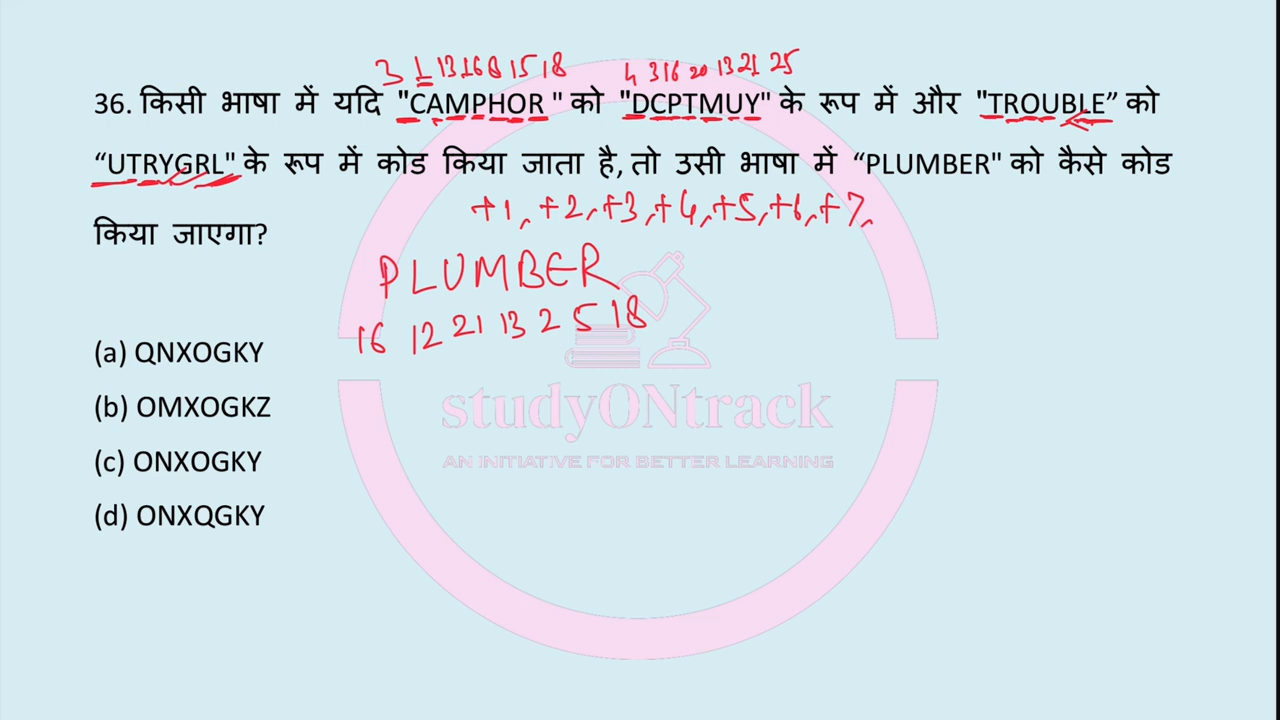 3 1 13 16 8 15 18 4 3 16 20 13 21 25
36. किसी भाषा में यदि "CAMPHOR " को "DCPTMUY" के रूप में और "TROUBLE” को
“UTRYGRL" के रूप में कोड किया जाता है, तो उसी भाषा में “PLUMBER" को कैसे कोड
+1, +2, +3, +4, +5, +6, +7,
किया जाएगा?
PLUMBER
16 12 21 13 2 5 18
(a) QNXOGKY
(b) OMXOGKZ
(c) ONXOGKY
(d) ONXQGKY
studyONtrack
AN INITIATIVE FOR BETTER LEARNING